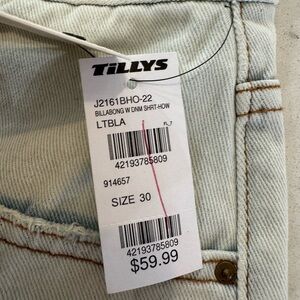 TiLLYS
J2161BHO-22
BILLABONG W DNM SHRT-HOW
LTBLA
FL_7
42193785809
914657
SIZE 30
42193785809
$59.99